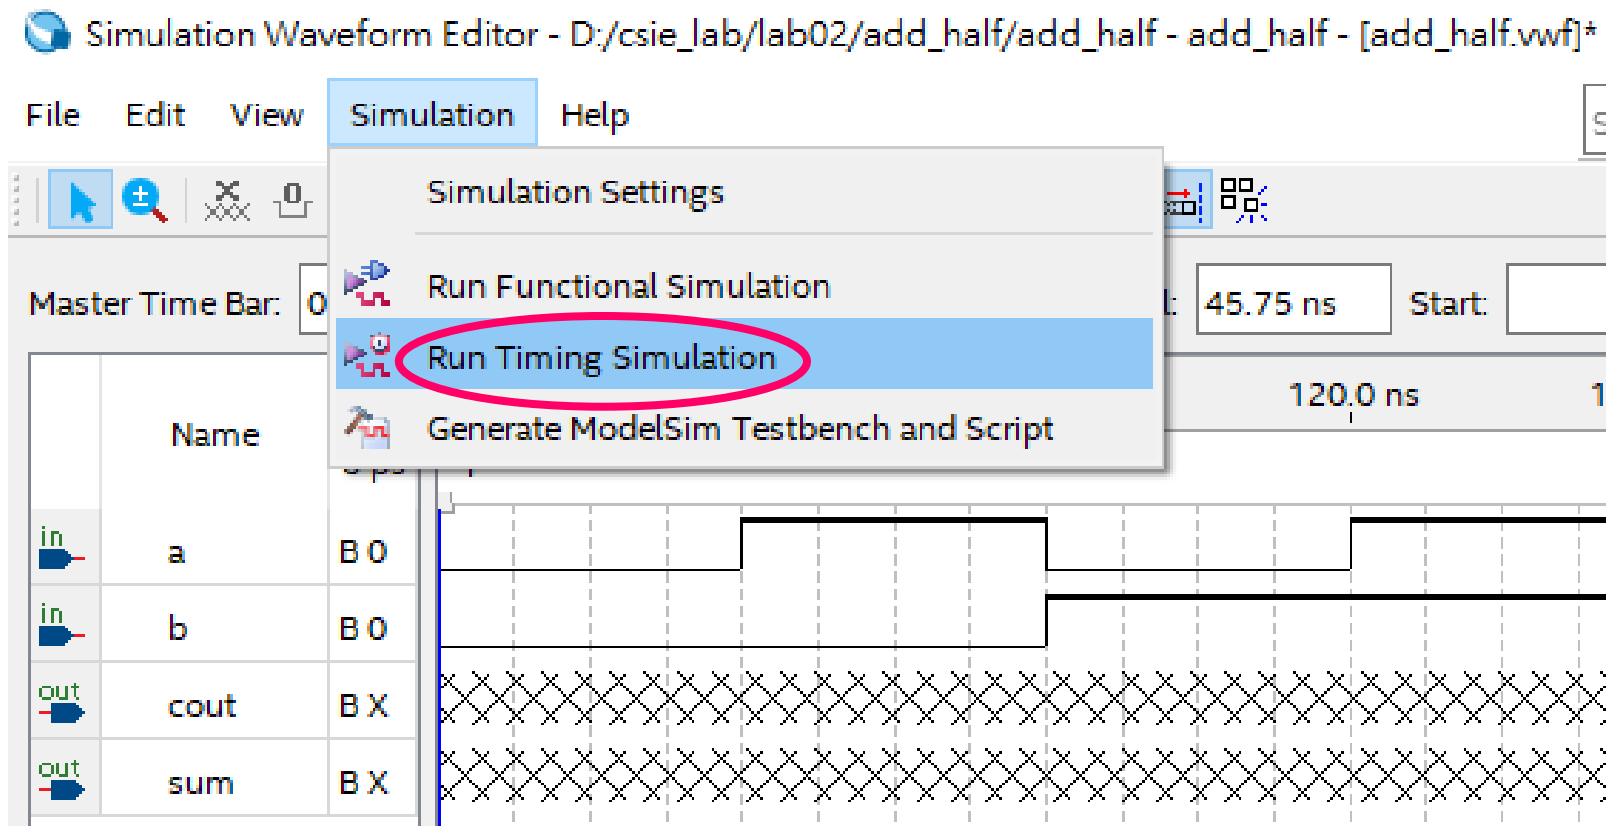 Simulation Waveform Editor - D:/csie_lab/lab02/add_half/add_half - add_half - [add_half.vwf]*
File Edit View Simulation Help
Simulation Settings
Run Functional Simulation
Run Timing Simulation
Generate ModelSim Testbench and Script
Master Time Bar: 0 45.75 ns Start:
120.0 ns
Name
in a B 0
in b B 0
out cout B X
out sum B X